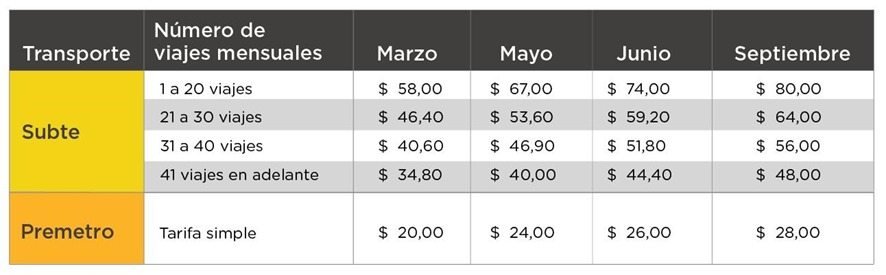 Transporte Número de viajes mensuales Marzo Mayo Junio Septiembre
Subte
1 a 20 viajes $ 58,00 $ 67,00 $ 74,00 $ 80,00
21 a 30 viajes $ 46,40 $ 53,60 $ 59,20 $ 64,00
31 a 40 viajes $ 40,60 $ 46,90 $ 51,80 $ 56,00
41 viajes en adelante $ 34,80 $ 40,00 $ 44,40 $ 48,00
Premetro Tarifa simple $ 20,00 $ 24,00 $ 26,00 $ 28,00